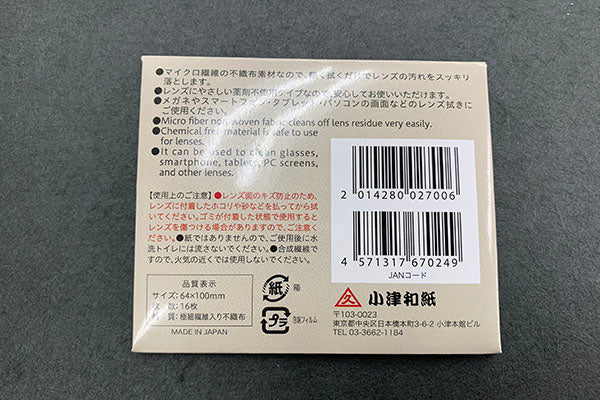 ●マイクロ繊維の不織布素材なので、軽く拭くだけでレンズの汚れをスッキリ
落とします。
●レンズにやさしい薬剤不使用タイプなので、安心してお使いいただけます。
●メガネやスマートフォン・タブレット・パソコンの画面などのレンズ拭きに
ご使用ください。
●Micro fiber non-woven fabric cleans off lens residue very easily.
●Chemical free material is safe to use
for lenses.
●It can be used to clean glasses,
smartphone, tablets, PC screens,
and other lenses.
【使用上のご注意】●レンズ面のキズ防止のため、
レンズに付着したホコリや砂などを払ってから拭
いてください。ゴミが付着した状態で使用すると
レンズを傷つける場合がありますので、ご注意く
ださい。●紙ではありませんので、ご使用後に水
洗トイレには流さないでください。●合成繊維で
すので、火気の近くでは使用しないでください。
2 014280 027006
4 571317 670249
JANコード
品質表示
サイズ: 64×100mm
枚 数: 16枚
材 質: 極細繊維入り不織布
MADE IN JAPAN
紙 箱
プラ 包装フィルム
久 小津和紙
〒103-0023
東京都中央区日本橋本町3-6-2 小津本館ビル
TEL 03-3662-1184